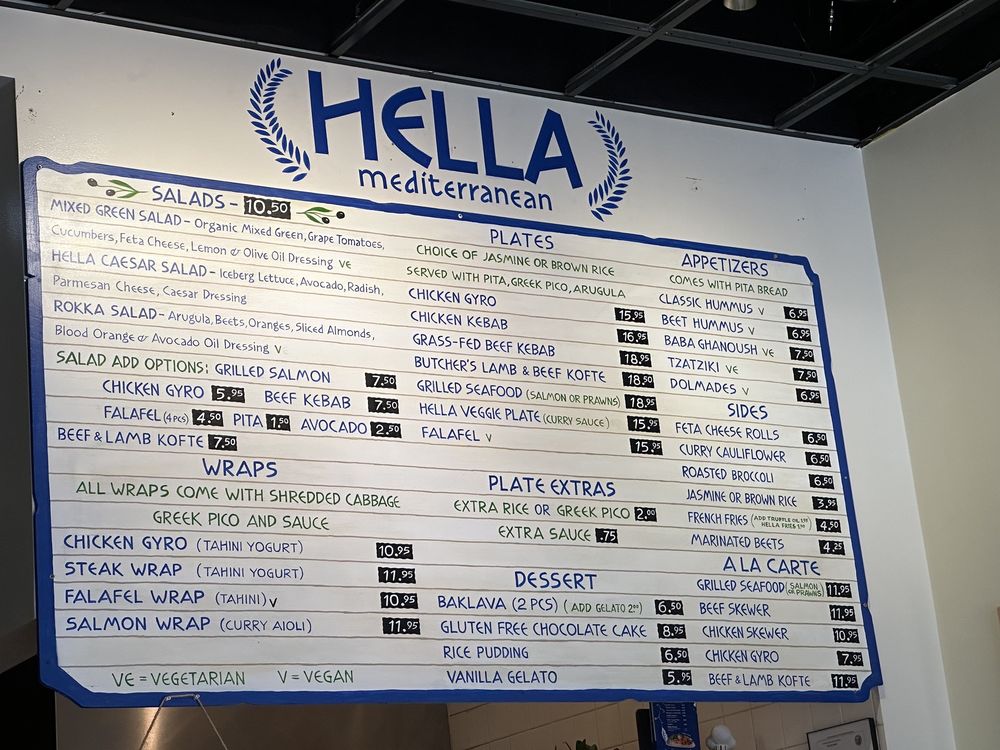 HELLA
mediterranean
SALADS - 10.50
MIXED GREEN SALAD - Organic Mixed Green, Grape Tomatoes,
Cucumbers, Feta Cheese, Lemon & Olive Oil Dressing VE
HELLA CAESAR SALAD - Iceberg Lettuce, Avocado, Radish,
Parmesan Cheese, Caesar Dressing
ROKKA SALAD - Arugula, Beets, Oranges, Sliced Almonds,
Blood Orange & Avocado Oil Dressing V
SALAD ADD OPTIONS: GRILLED SALMON 7.50
CHICKEN GYRO 5.95 BEEF KEBAB 7.50
FALAFEL (4 PCS) 4.50 PITA 1.50 AVOCADO 2.50
BEEF & LAMB KOFTE 7.50
WRAPS
ALL WRAPS COME WITH SHREDDED CABBAGE
GREEK PICO AND SAUCE
CHICKEN GYRO (TAHINI YOGURT) 10.95
STEAK WRAP (TAHINI YOGURT) 11.95
FALAFEL WRAP (TAHINI) V 10.95
SALMON WRAP (CURRY AIOLI) 11.95
VE = VEGETARIAN V = VEGAN
PLATES
CHOICE OF JASMINE OR BROWN RICE
SERVED WITH PITA, GREEK PICO, ARUGULA
CHICKEN GYRO 15.95
CHICKEN KEBAB 16.95
GRASS-FED BEEF KEBAB 18.95
BUTCHER'S LAMB & BEEF KOFTE 18.50
GRILLED SEAFOOD (SALMON OR PRAWNS) 18.95
HELLA VEGGIE PLATE (CURRY SAUCE) 15.95
FALAFEL V 15.95
PLATE EXTRAS
EXTRA RICE OR GREEK PICO 2.00
EXTRA SAUCE .75
DESSERT
BAKLAVA (2 PCS) (ADD GELATO 2.00) 6.50
GLUTEN FREE CHOCOLATE CAKE 8.95
RICE PUDDING 6.50
VANILLA GELATO 5.95
APPETIZERS
COMES WITH PITA BREAD
CLASSIC HUMMUS V 6.95
BEET HUMMUS V 6.95
BABA GHANOUSH VE 7.50
TZATZIKI VE 7.50
DOLMADES V 6.95
SIDES
FETA CHEESE ROLLS 6.50
CURRY CAULIFLOWER 6.50
ROASTED BROCCOLI 6.50
JASMINE OR BROWN RICE 3.95
FRENCH FRIES (ADD TRUFFLE OIL
HELLA FRIES 4.50
MARINATED BEETS 4.25
A LA CARTE
GRILLED SEAFOOD (SALMON OR PRAWNS) 11.95
BEEF SKEWER 11.95
CHICKEN SKEWER 10.95
CHICKEN GYRO 7.95
BEEF & LAMB KOFTE 11.95